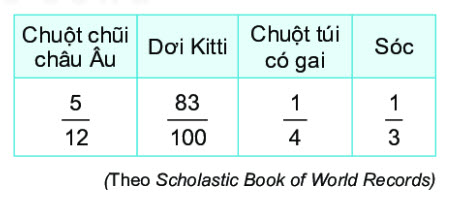 Chuột chũi châu Âu | Dơi Kitti | Chuột túi có gai | Sóc
5/12 | 83/100 | 1/4 | 1/3
(Theo Scholastic Book of World Records)